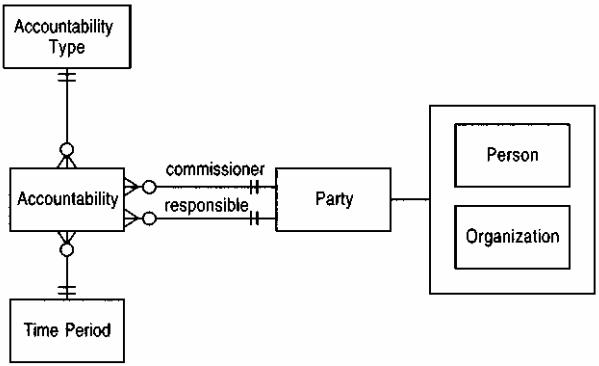 Accountability
Type
commissioner
Person
Accountability
Party
responsible
Organization
Time Period